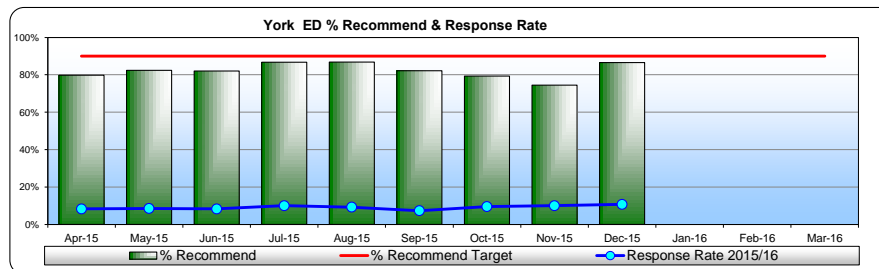 York ED % Recommend & Response Rate
100%
80%
60%
40%
20%
0%
Apr-15 May-15 Jun-15 Jul-15 Aug-15 Sep-15 Oct-15 Nov-15 Dec-15 Jan-16 Feb-16 Mar-16
% Recommend % Recommend Target Response Rate 2015/16